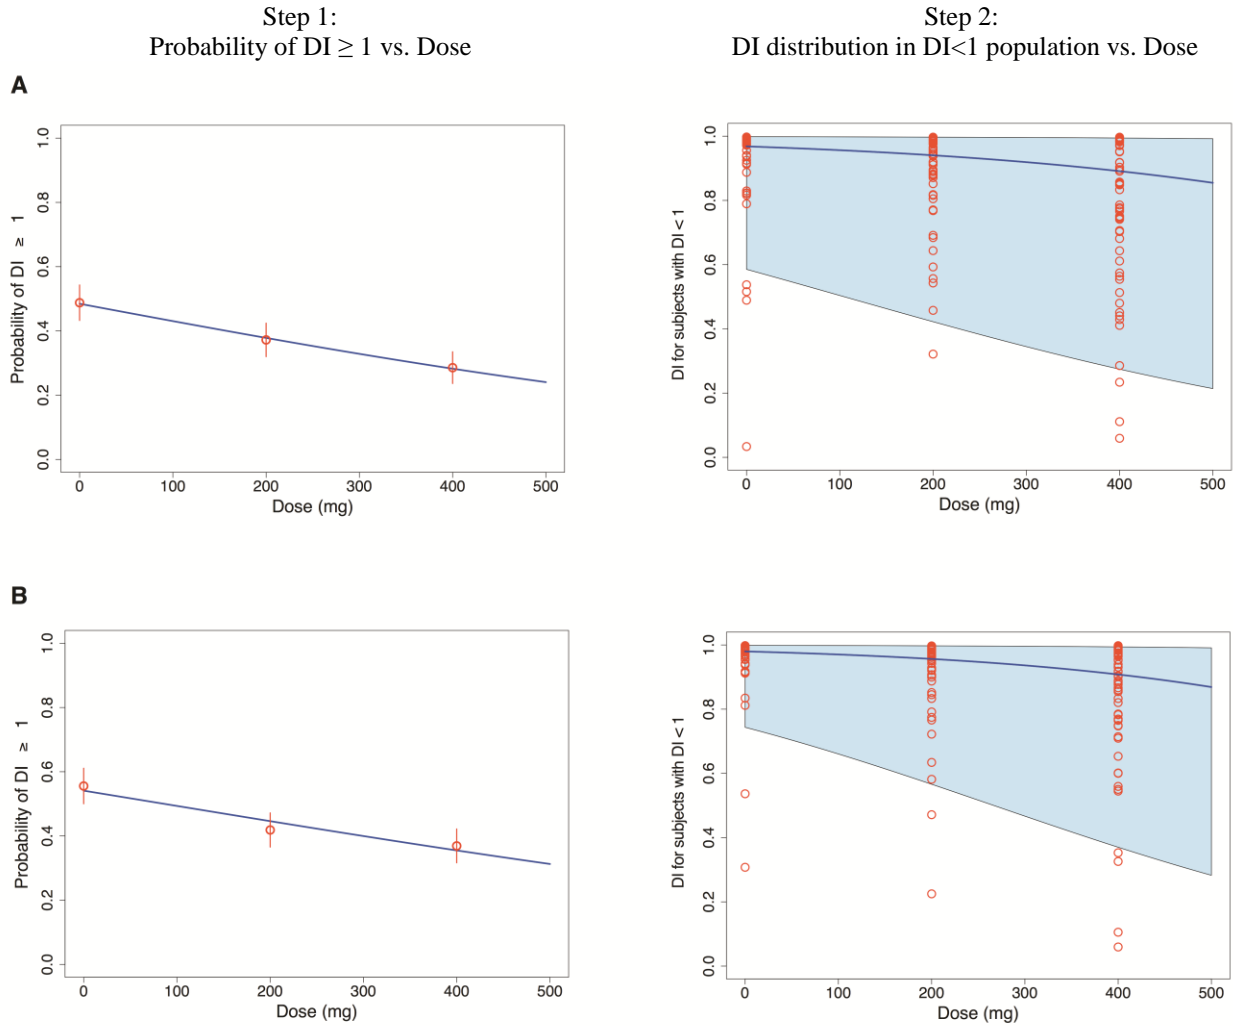 Step 1:
Probability of DI ≥ 1 vs. Dose
Step 2:
DI distribution in DI<1 population vs. Dose
A
Probability of DI ≥ 1
1.0
0.8
0.6
0.4
0.2
0.0
0 100 200 300 400 500
Dose (mg)
DI for subjects with DI < 1
1.0
0.8
0.6
0.4
0.2
0.0
0 100 200 300 400 500
Dose (mg)
B
Probability of DI ≥ 1
1.0
0.8
0.6
0.4
0.2
0.0
0 100 200 300 400 500
Dose (mg)
DI for subjects with DI < 1
1.0
0.8
0.6
0.4
0.2
0.0
0 100 200 300 400 500
Dose (mg)